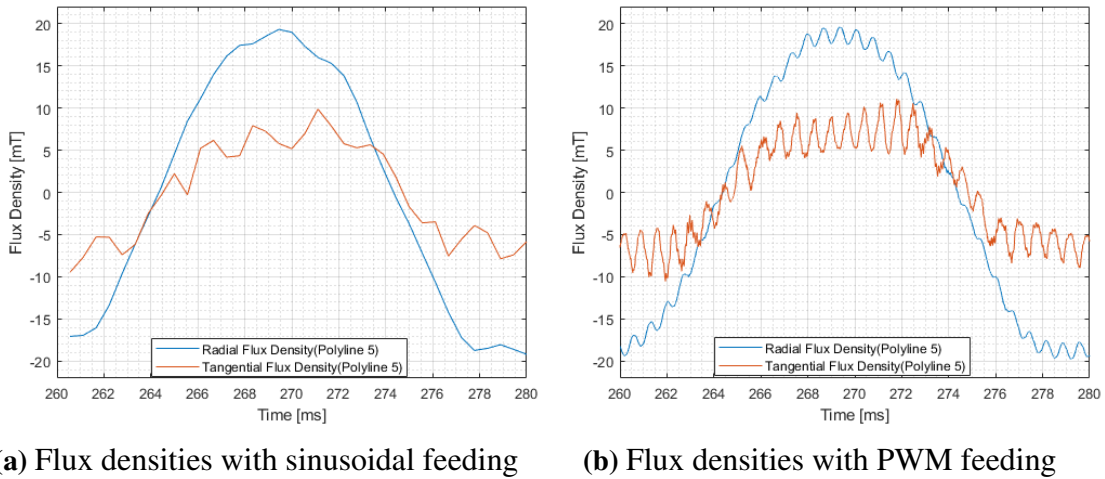 20
15
10
5
0
-5
-10
-15
-20
Flux Density [mT]
Radial Flux Density(Polyline 5)
Tangential Flux Density(Polyline 5)
260 262 264 266 268 270 272 274 276 278 280
Time [ms]
20
15
10
5
0
-5
-10
-15
-20
Flux Density [mT]
Radial Flux Density(Polyline 5)
Tangential Flux Density(Polyline 5)
260 262 264 266 268 270 272 274 276 278 280
Time [ms]
(a) Flux densities with sinusoidal feeding
(b) Flux densities with PWM feeding